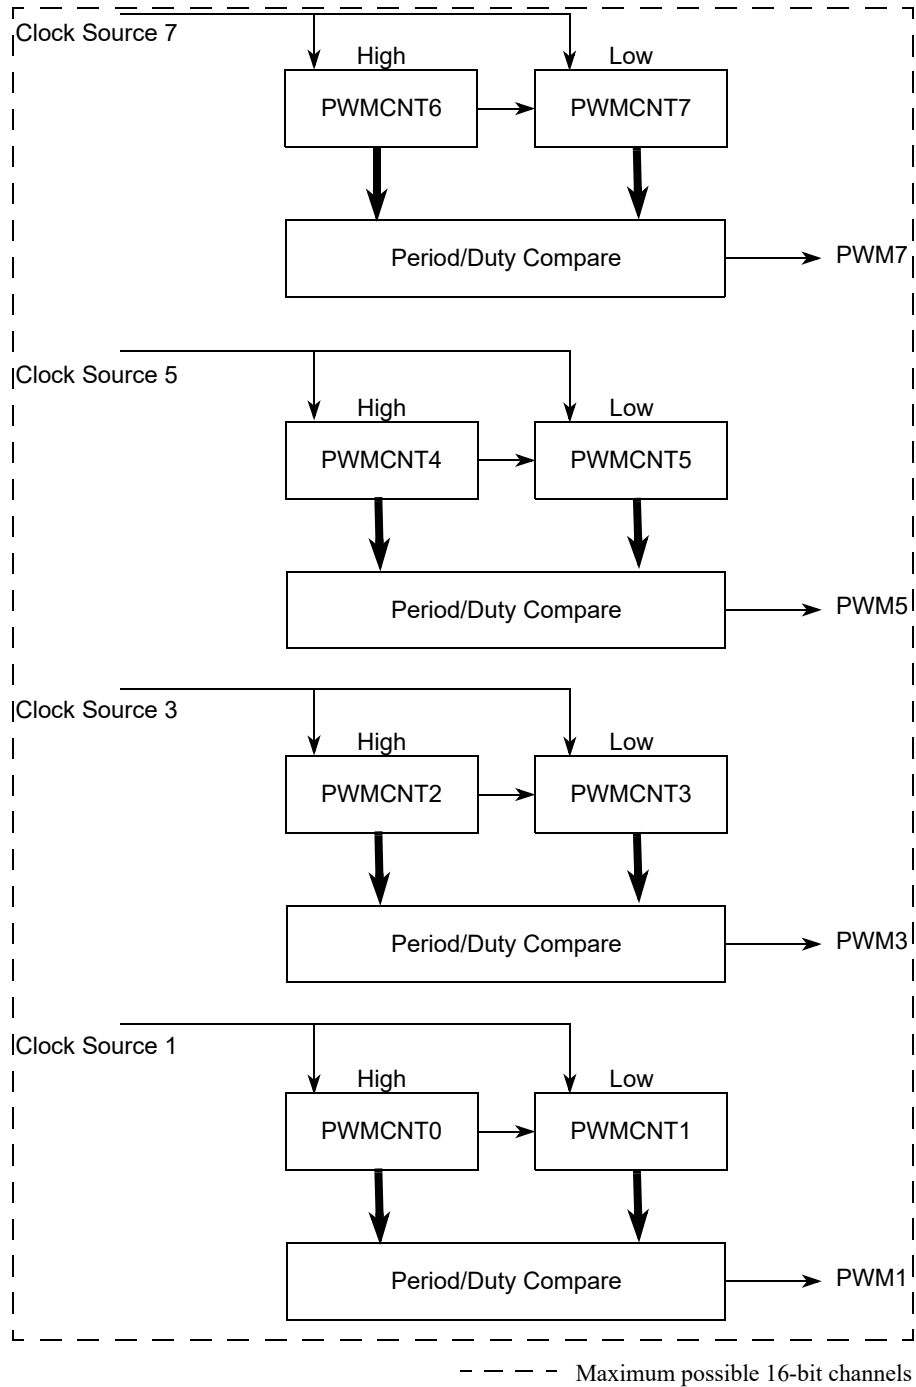 Clock Source 7
High
Low
PWMCNT6
PWMCNT7
Period/Duty Compare
PWM7
Clock Source 5
High
Low
PWMCNT4
PWMCNT5
Period/Duty Compare
PWM5
Clock Source 3
High
Low
PWMCNT2
PWMCNT3
Period/Duty Compare
PWM3
Clock Source 1
High
Low
PWMCNT0
PWMCNT1
Period/Duty Compare
PWM1
Maximum possible 16-bit channels